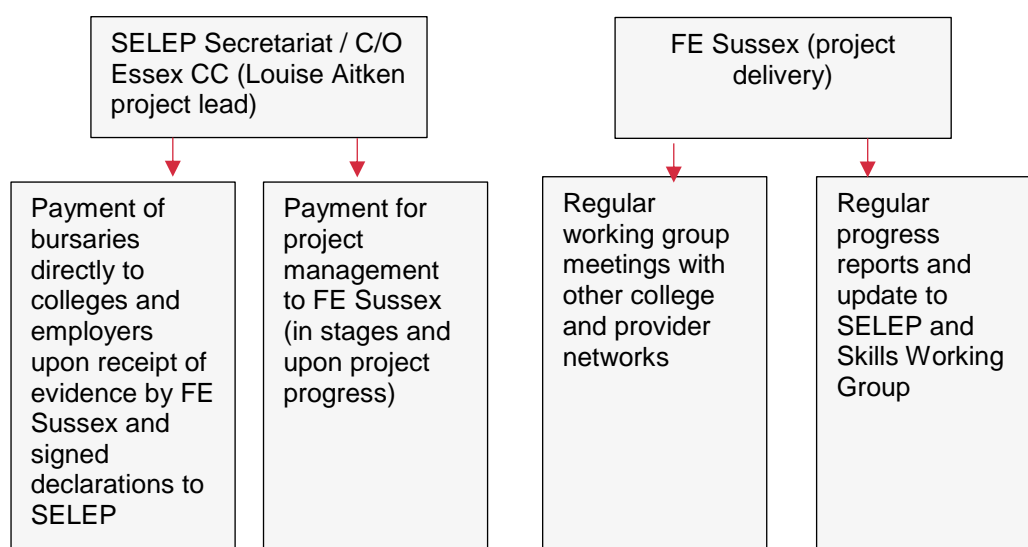 SELEP Secretariat / C/O
Essex CC (Louise Aitken
project lead)
FE Sussex (project
delivery)
Payment of
bursaries
directly to
colleges and
employers
upon receipt of
evidence by FE
Sussex and
signed
declarations to
SELEP
Payment for
project
management
to FE Sussex
(in stages and
upon project
progress)
Regular
working group
meetings with
other college
and provider
networks
Regular
progress
reports and
update to
SELEP and
Skills Working
Group